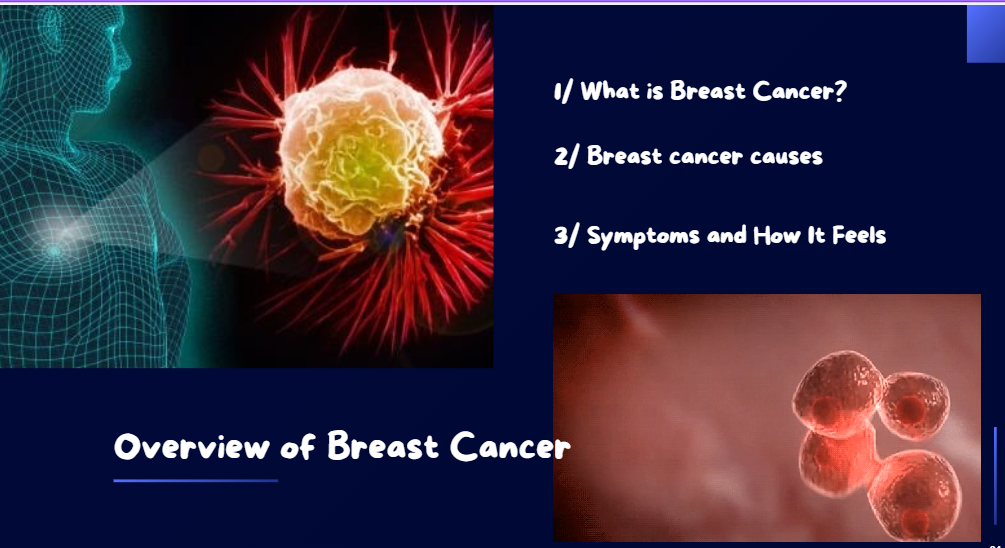 1/ What is Breast Cancer?
2/ Breast cancer causes
3/ Symptoms and How It Feels
Overview of Breast Cancer